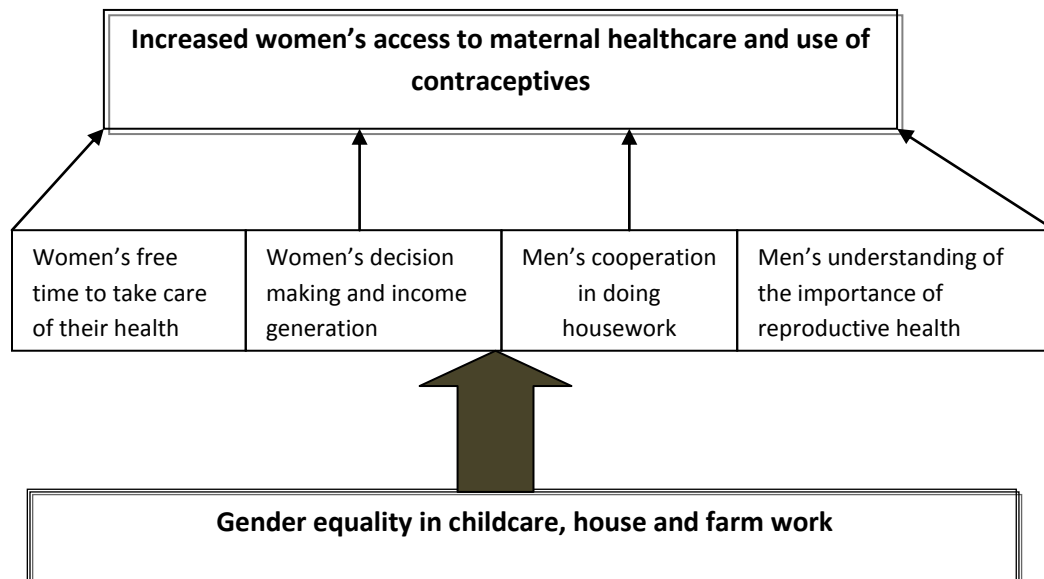 Increased women’s access to maternal healthcare and use of
contraceptives
Women’s free
time to take care
of their health
Women’s decision
making and income
generation
Men’s cooperation
in doing
housework
Men’s understanding of
the importance of
reproductive health
Gender equality in childcare, house and farm work